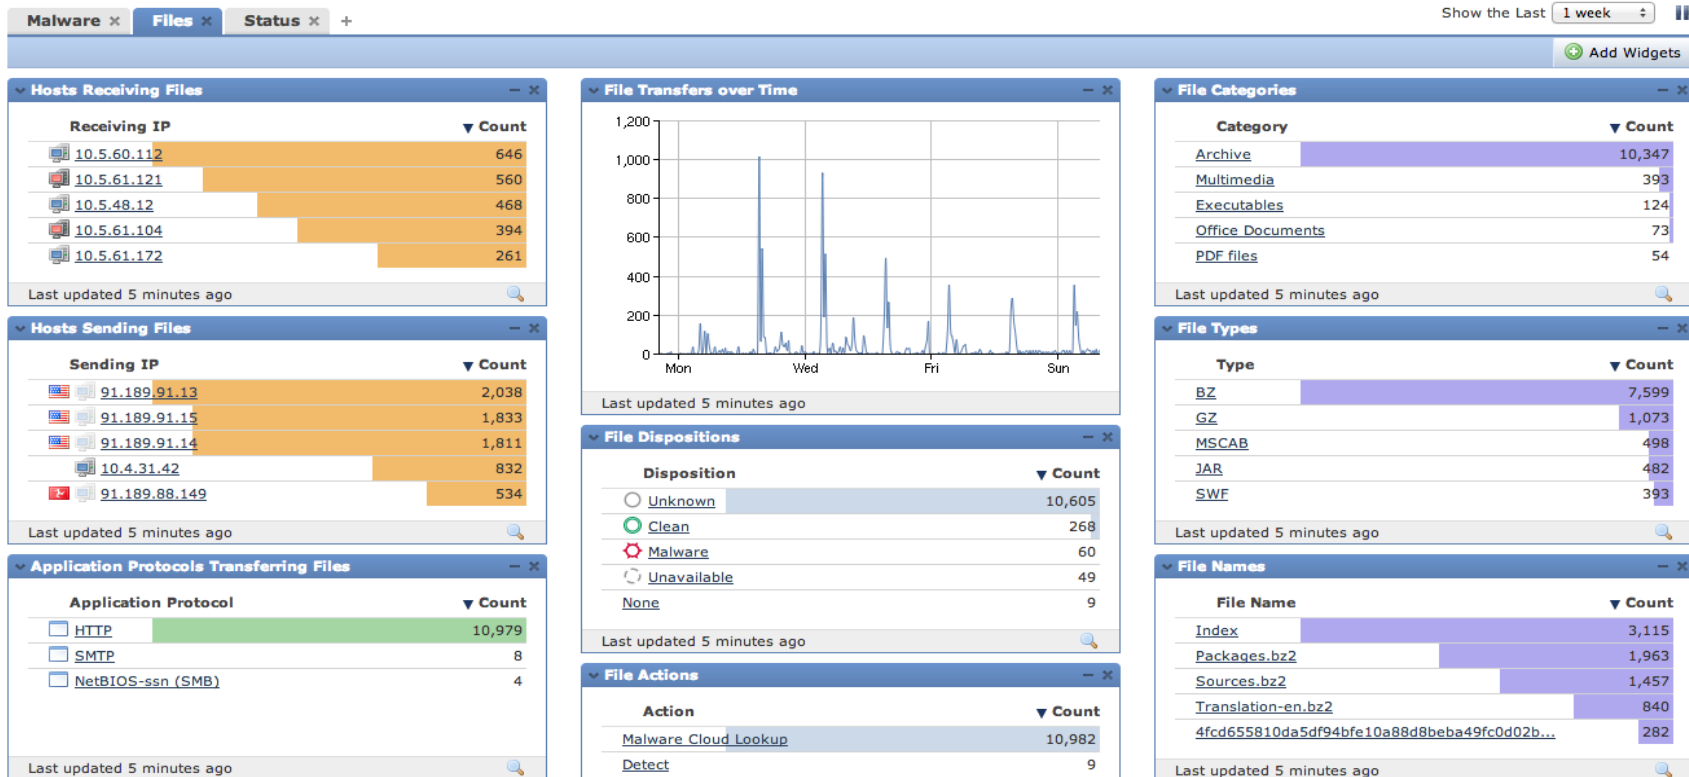 Malware Files Status +
Show the Last 1 week
Add Widgets
Hosts Receiving Files
Receiving IP Count
10.5.60.112 646
10.5.61.121 560
10.5.48.12 468
10.5.61.104 394
10.5.61.172 261
Last updated 5 minutes ago
Hosts Sending Files
Sending IP Count
91.189.91.13 2,038
91.189.91.15 1,833
91.189.91.14 1,811
10.4.31.42 832
91.189.88.149 534
Last updated 5 minutes ago
Application Protocols Transferring Files
Application Protocol Count
HTTP 10,979
SMTP 8
NetBIOS-ssn (SMB) 4
Last updated 5 minutes ago
File Transfers over Time
1,200
1,000
800
600
400
200
0
Mon Wed Fri Sun
Last updated 5 minutes ago
File Dispositions
Disposition Count
Unknown 10,605
Clean 268
Malware 60
Unavailable 49
None 9
Last updated 5 minutes ago
File Actions
Action Count
Malware Cloud Lookup 10,982
Detect 9
File Categories
Category Count
Archive 10,347
Multimedia 393
Executables 124
Office Documents 73
PDF files 54
Last updated 5 minutes ago
File Types
Type Count
BZ 7,599
GZ 1,073
MSCAB 498
JAR 482
SWF 393
Last updated 5 minutes ago
File Names
File Name Count
Index 3,115
Packages.bz2 1,963
Sources.bz2 1,457
Translation-en.bz2 840
4fcd655810da5df94bfe10a88d8beba49fc0d02b... 282
Last updated 5 minutes ago